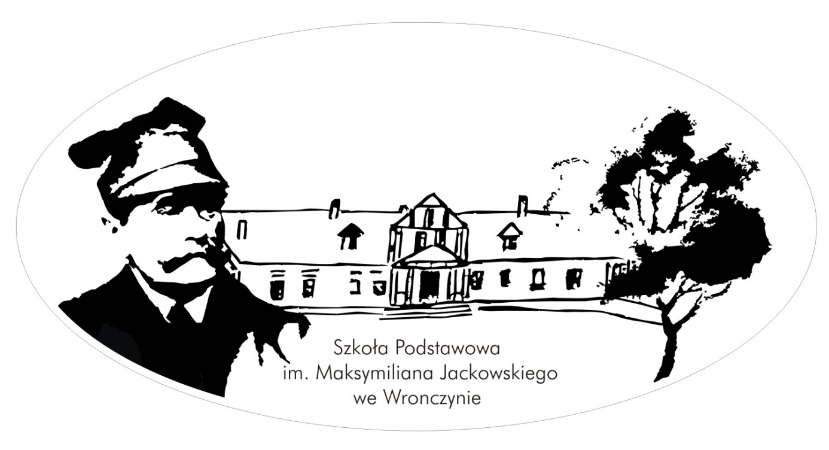 Szkoła Podstawowa
im. Maksymiliana Jackowskiego
we Wronczynie